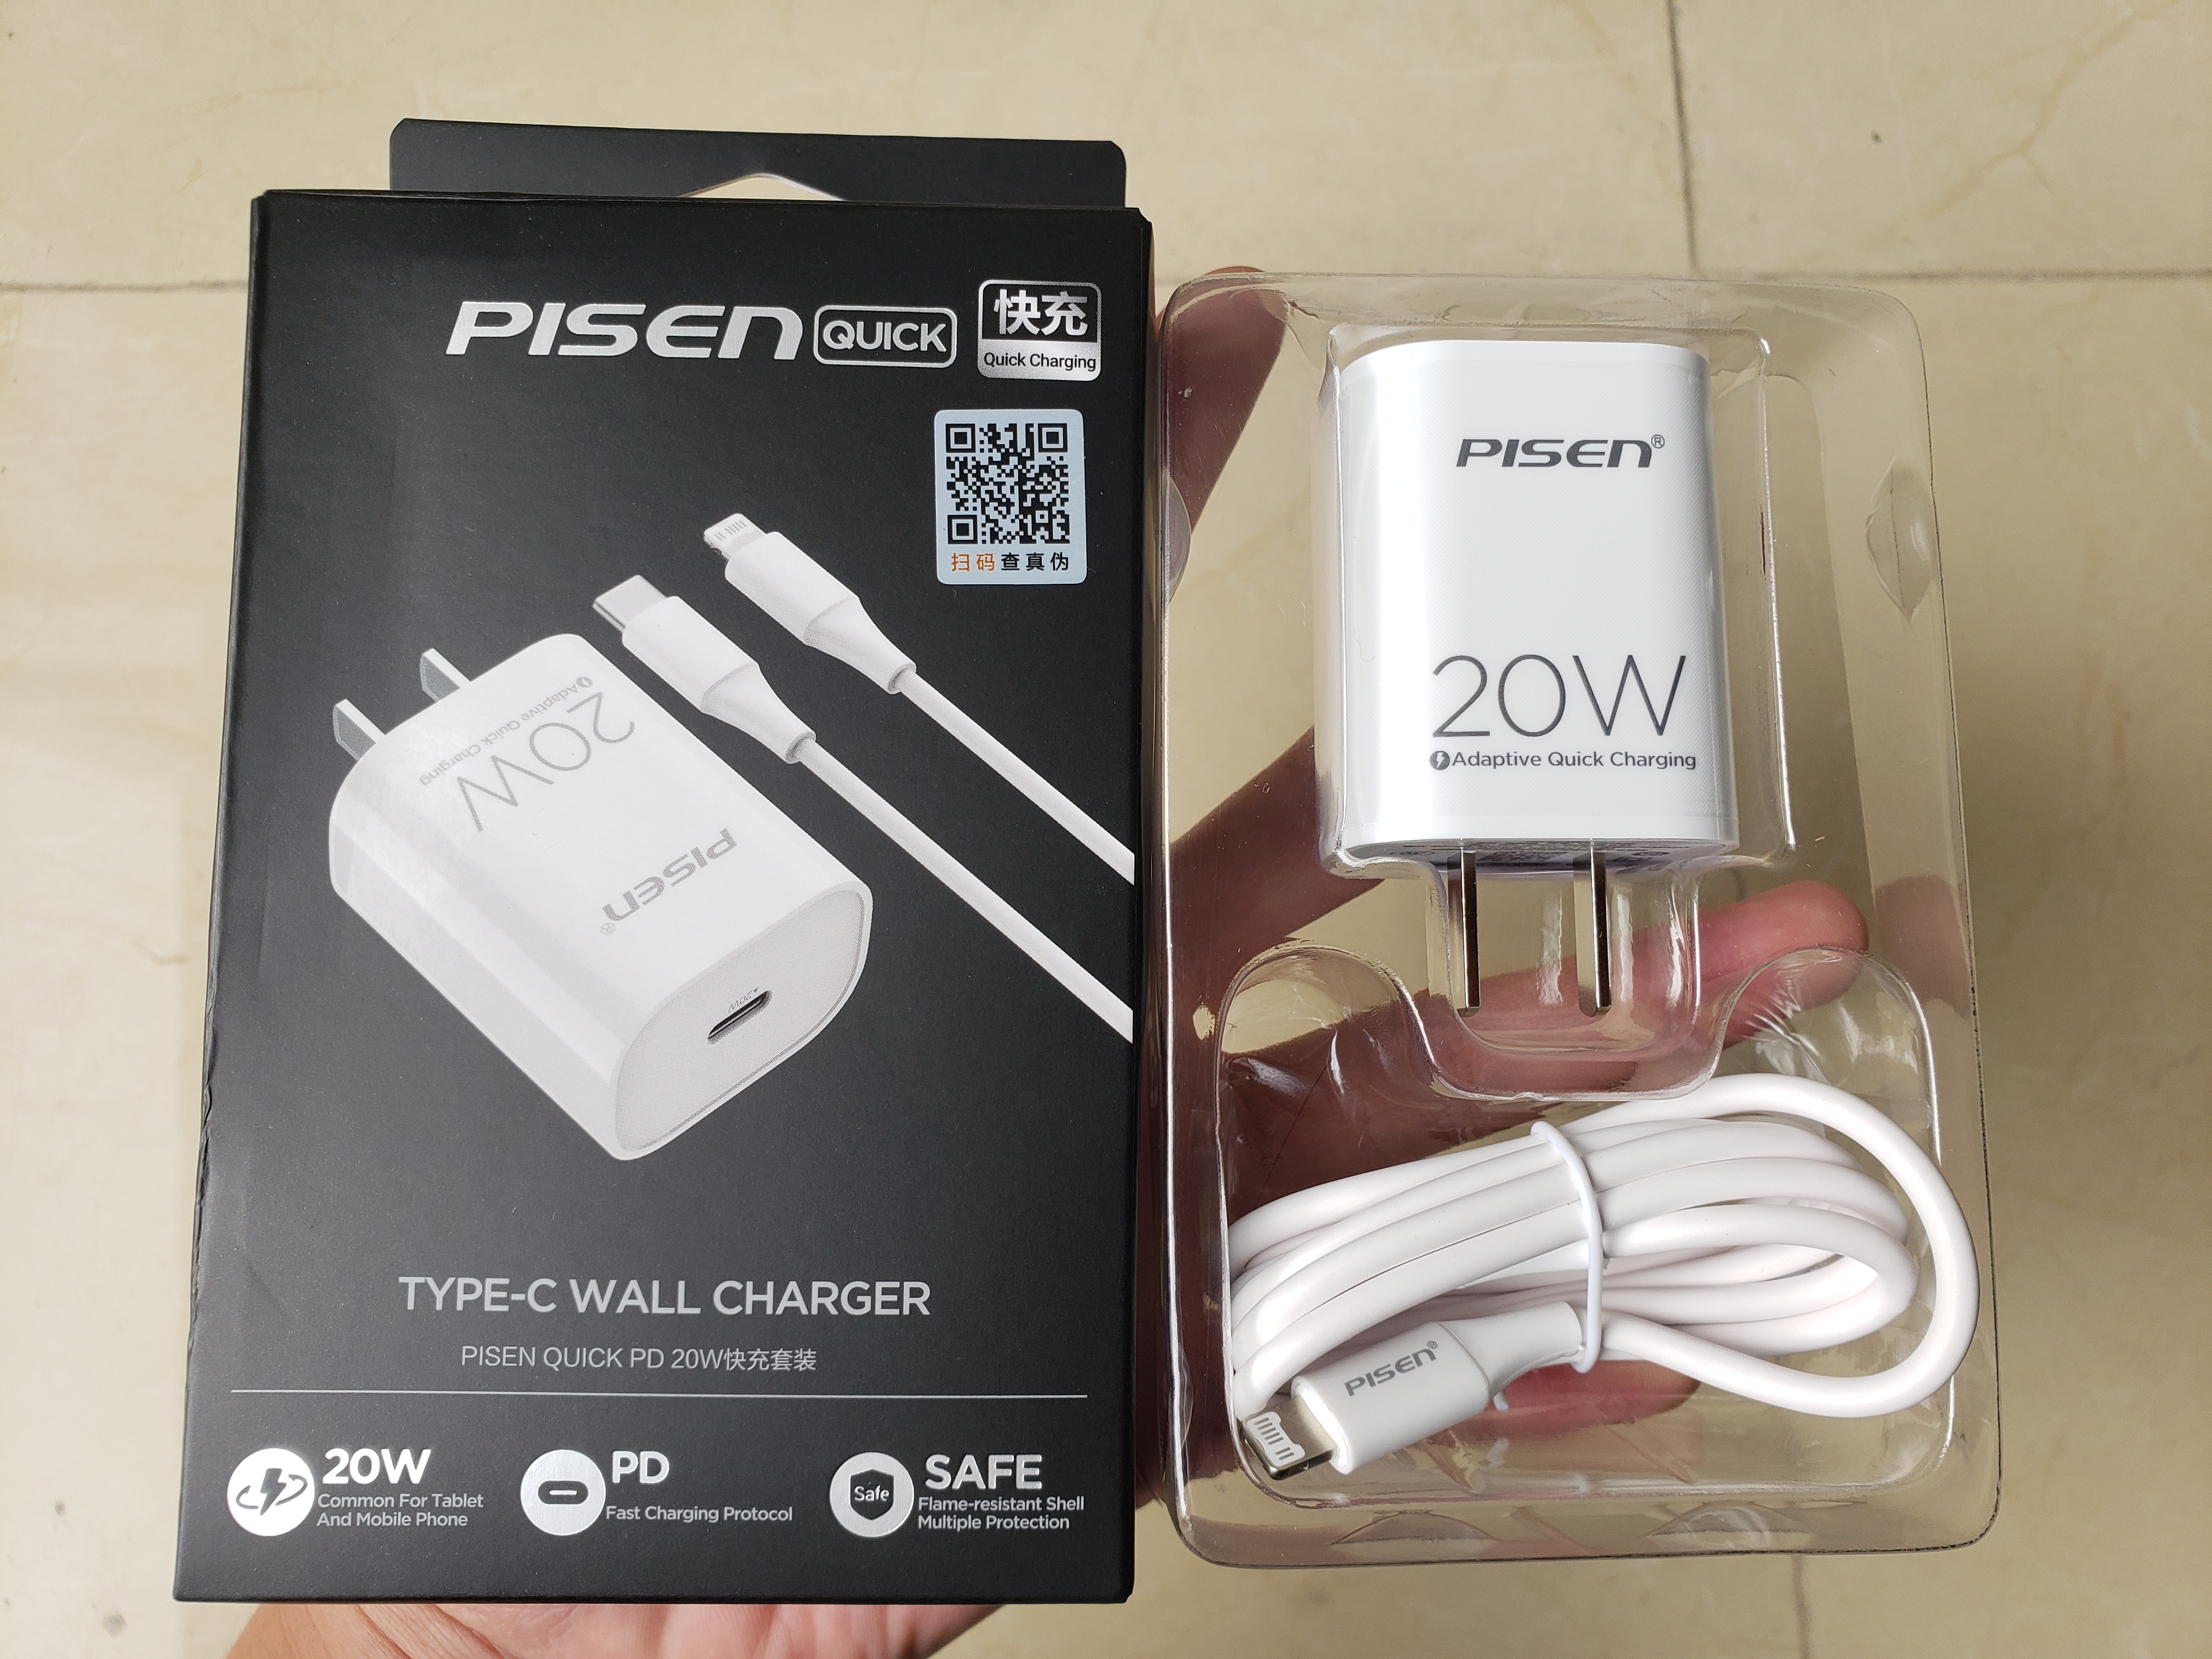 PISEN QUICK
快充
Quick Charging
扫码查真伪
20W
Adaptive Quick Charging
PISEN®
20W
TYPE-C WALL CHARGER
PISEN QUICK PD 20W快充套装
20W
Common For Tablet
And Mobile Phone
PD
Fast Charging Protocol
Safe
SAFE
Flame-resistant Shell
Multiple Protection
PISEN®
20W
Adaptive Quick Charging
PISEN®